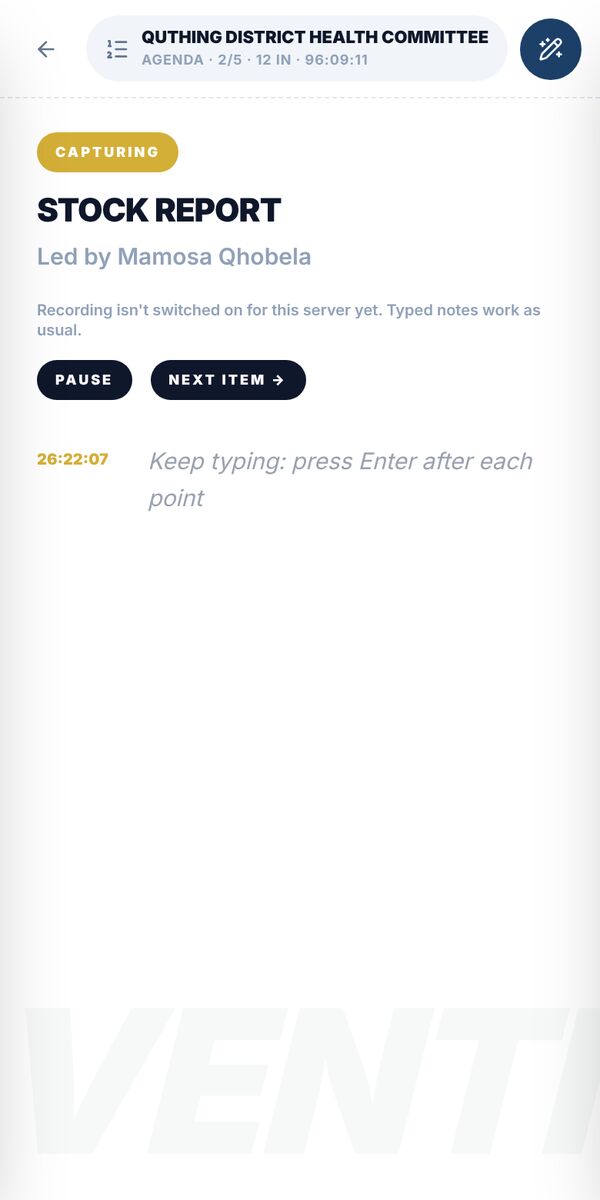 QUTHING DISTRICT HEALTH COMMITTEE
AGENDA · 2/5 · 12 IN · 96:09:11
CAPTURING
STOCK REPORT
Led by Mamosa Qhobela
Recording isn't switched on for this server yet. Typed notes work as
usual.
PAUSE
NEXT ITEM →
26:22:07
Keep typing: press Enter after each
point
VENT